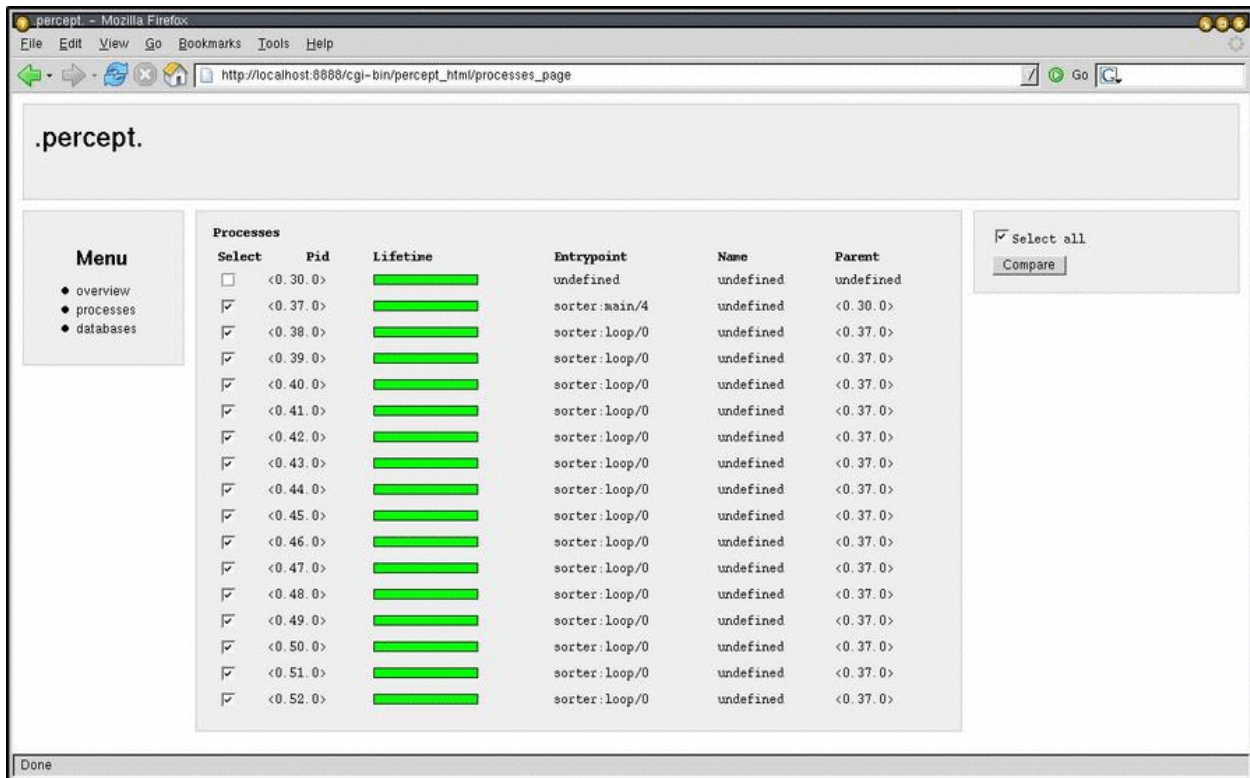 .percept. - Mozilla Firefox
File Edit View Go Bookmarks Tools Help
http://localhost:8888/cgi-bin/percept_html/processes_page Go
.percept.
Menu
overview
processes
databases
Processes
Select Pid Lifetime Entrypoint Name Parent
<0.30.0> undefined undefined undefined
<0.37.0> sorter:main/4 undefined <0.30.0>
<0.38.0> sorter:loop/0 undefined <0.37.0>
<0.39.0> sorter:loop/0 undefined <0.37.0>
<0.40.0> sorter:loop/0 undefined <0.37.0>
<0.41.0> sorter:loop/0 undefined <0.37.0>
<0.42.0> sorter:loop/0 undefined <0.37.0>
<0.43.0> sorter:loop/0 undefined <0.37.0>
<0.44.0> sorter:loop/0 undefined <0.37.0>
<0.45.0> sorter:loop/0 undefined <0.37.0>
<0.46.0> sorter:loop/0 undefined <0.37.0>
<0.47.0> sorter:loop/0 undefined <0.37.0>
<0.48.0> sorter:loop/0 undefined <0.37.0>
<0.49.0> sorter:loop/0 undefined <0.37.0>
<0.50.0> sorter:loop/0 undefined <0.37.0>
<0.51.0> sorter:loop/0 undefined <0.37.0>
<0.52.0> sorter:loop/0 undefined <0.37.0>
Select all
Compare
Done